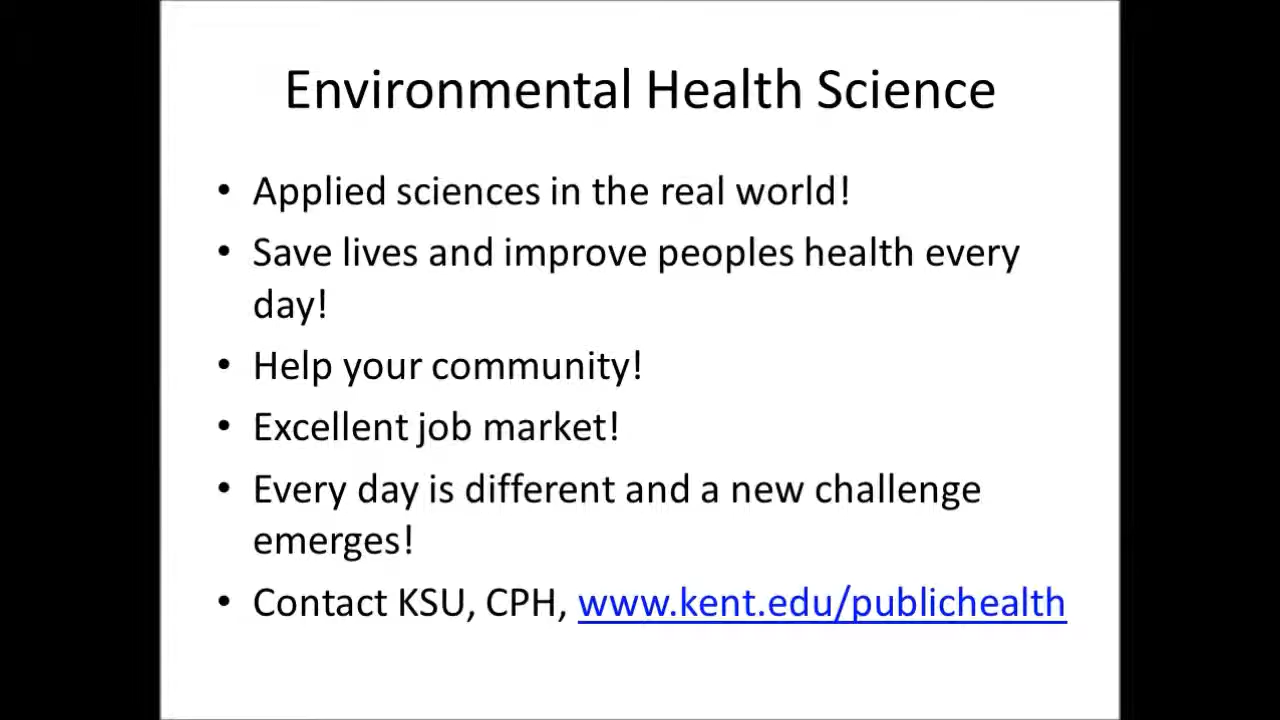 Environmental Health Science
• Applied sciences in the real world!
• Save lives and improve peoples health every
day!
• Help your community!
• Excellent job market!
• Every day is different and a new challenge
emerges!
• Contact KSU, CPH, www.kent.edu/publichealth